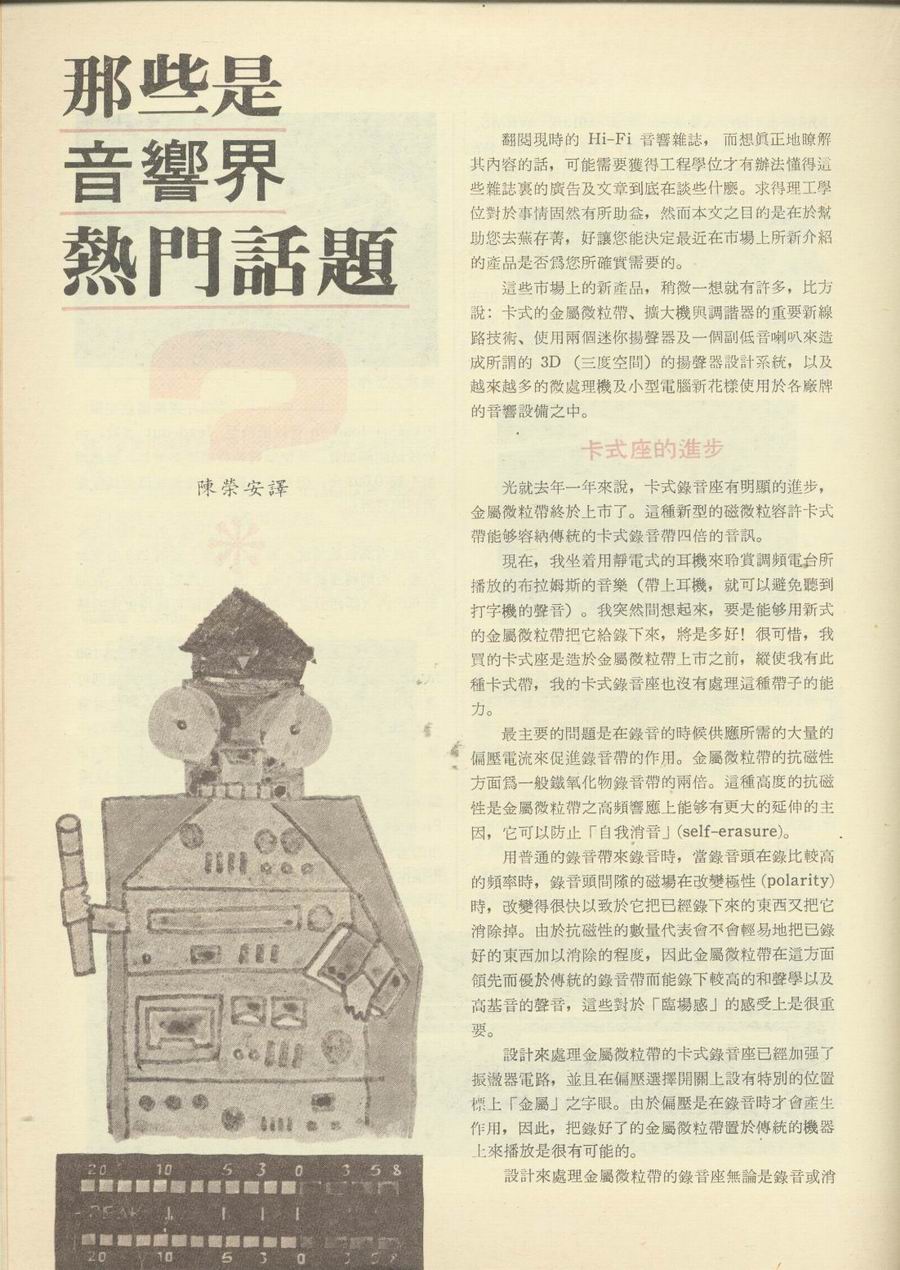 那些是
音響界
熱門話題
?
陳榮安譯
翻閱現時的 Hi-Fi 音響雜誌，而想眞正地瞭解
其內容的話，可能需要獲得工程學位才有辦法懂得這
些雜誌裏的廣告及文章到底在談些什麼。求得理工學
位對於事情固然有所助益，然而本文之目的是在於幫
助您去蕪存菁，好讓您能決定最近在市場上所新介紹
的產品是否爲您所確實需要的。
這些市場上的新產品，稍微一想就有許多，比方
說：卡式的金屬微粒帶、擴大機與調諧器的重要新線
路技術、使用兩個迷你揚聲器及一個副低音喇叭來造
成所謂的 3D （三度空間）的揚聲器設計系統，以及
越來越多的微處理機及小型電腦新花樣使用於各廠牌
的音響設備之中。
卡式座的進步
光就去年一年來說，卡式錄音座有明顯的進步，
金屬微粒帶終於上市了。這種新型的磁微粒容許卡式
帶能够容納傳統的卡式錄音帶四倍的音訊。
現在，我坐着用靜電式的耳機來聆賞調頻電台所
播放的布拉姆斯的音樂（帶上耳機，就可以避免聽到
打字機的聲音）。我突然間想起來，要是能够用新式
的金屬微粒帶把它給錄下來，將是多好！很可惜，我
買的卡式座是造於金屬微粒帶上市之前，縱使我有此
種卡式帶，我的卡式錄音座也沒有處理這種帶子的能
力。
最主要的問題是在錄音的時候供應所需的大量的
偏壓電流來促進錄音帶的作用。金屬微粒帶的抗磁性
方面爲一般鐵氧化物錄音帶的兩倍。這種高度的抗磁
性是金屬微粒帶之高頻響應上能够有更大的延伸的主
因，它可以防止「自我消音」(self-erasure)。
用普通的錄音帶來錄音時，當錄音頭在錄比較高
的頻率時，錄音頭間隙的磁場在改變極性 (polarity)
時，改變得很快以致於它把已經錄下來的東西又把它
消除掉。由於抗磁性的數量代表會不會輕易地把已錄
好的東西加以消除的程度，因此金屬微粒帶在這方面
領先而優於傳統的錄音帶而能錄下較高的和聲學以及
高基音的聲音，這些對於「臨場感」的感受上是很重
要。
設計來處理金屬微粒帶的卡式錄音座已經加强了
振盪器電路，並且在偏壓選擇開關上設有特別的位置
標上「金屬」之字眼。由於偏壓是在錄音時才會產生
作用，因此，把錄好了的金屬微粒帶置於傳統的機器
上來播放是很有可能的。
設計來處理金屬微粒帶的錄音座無論是錄音或消
20 10 5 3 0 3 5 8
PEAK
20 10 5 3 0 3 5 8